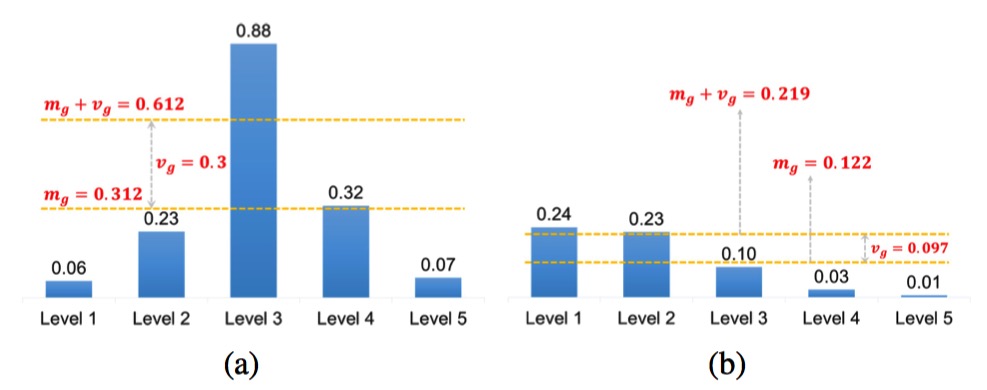 0.88
m_g + v_g = 0.612
v_g = 0.3
m_g = 0.312
0.06
0.23
0.32
0.07
Level 1 Level 2 Level 3 Level 4 Level 5
(a)
m_g + v_g = 0.219
m_g = 0.122
0.24
0.23
v_g = 0.097
0.10
0.03
0.01
Level 1 Level 2 Level 3 Level 4 Level 5
(b)